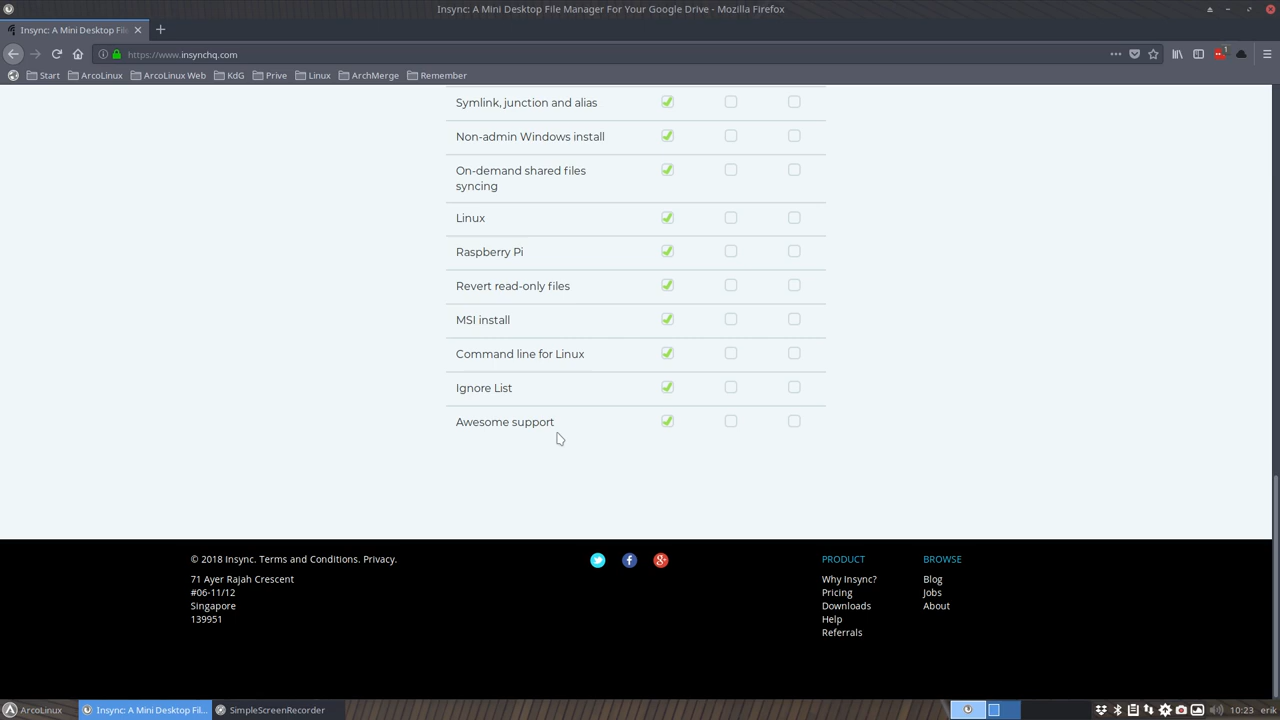 Insync: A Mini Desktop File Manager For Your Google Drive - Mozilla Firefox
Insync: A Mini Desktop Fil
https://www.insynchq.com
1
Start
ArcoLinux
ArcoLinux Web
KdG
Prive
Linux
ArchMerge
Remember
Symlink, junction and alias
Non-admin Windows install
On-demand shared files
syncing
Linux
Raspberry Pi
Revert read-only files
MSI install
Command line for Linux
Ignore List
Awesome support
© 2018 Insync. Terms and Conditions. Privacy.
71 Ayer Rajah Crescent
#06-11/12
Singapore
139951
PRODUCT
Why Insync?
Pricing
Downloads
Help
Referrals
BROWSE
Blog
Jobs
About
ArcoLinux
Insync: A Mini Desktop Fil...
SimpleScreenRecorder
10:23
erik